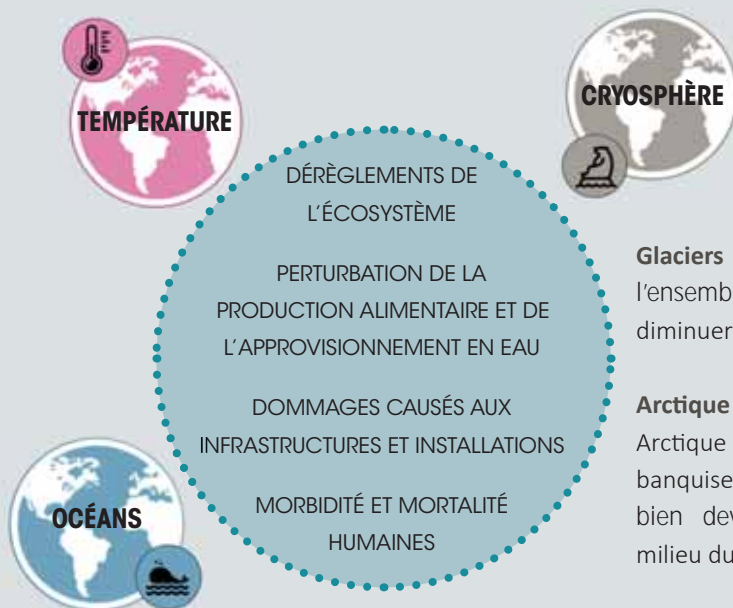 TEMPÉRATURE
CRYOSPHÈRE
DÉRÈGLEMENTS DE
L'ÉCOSYSTÈME
PERTURBATION DE LA
PRODUCTION ALIMENTAIRE ET DE
L'APPROVISIONNEMENT EN EAU
DOMMAGES CAUSÉS AUX
INFRASTRUCTURES ET INSTALLATIONS
MORBIDITÉ ET MORTALITÉ
HUMAINES
OCÉANS
Glaciers
l'ensemb
diminuer
Arctique
Arctique
banquise
bien dev
milieu du